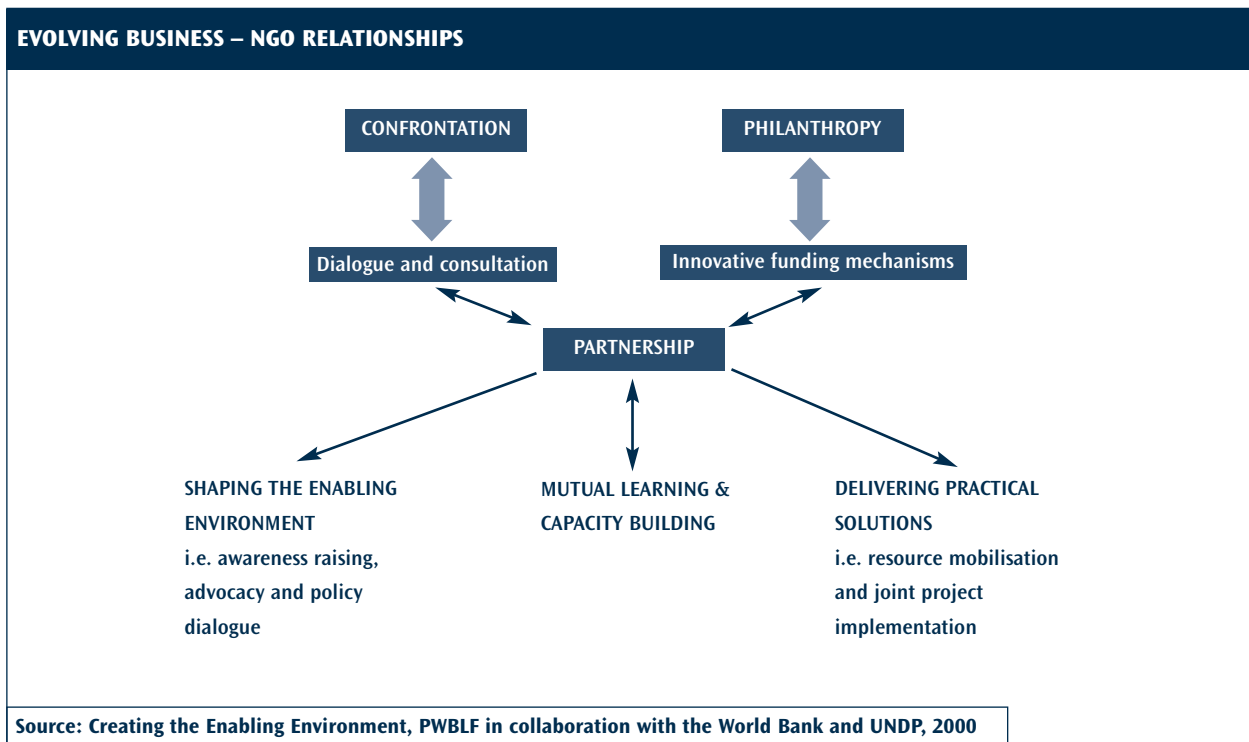 EVOLVING BUSINESS – NGO RELATIONSHIPS
CONFRONTATION
PHILANTHROPY
Dialogue and consultation
Innovative funding mechanisms
PARTNERSHIP
SHAPING THE ENABLING
ENVIRONMENT
i.e. awareness raising,
advocacy and policy
dialogue
MUTUAL LEARNING &
CAPACITY BUILDING
DELIVERING PRACTICAL
SOLUTIONS
i.e. resource mobilisation
and joint project
implementation
Source: Creating the Enabling Environment, PWBLF in collaboration with the World Bank and UNDP, 2000